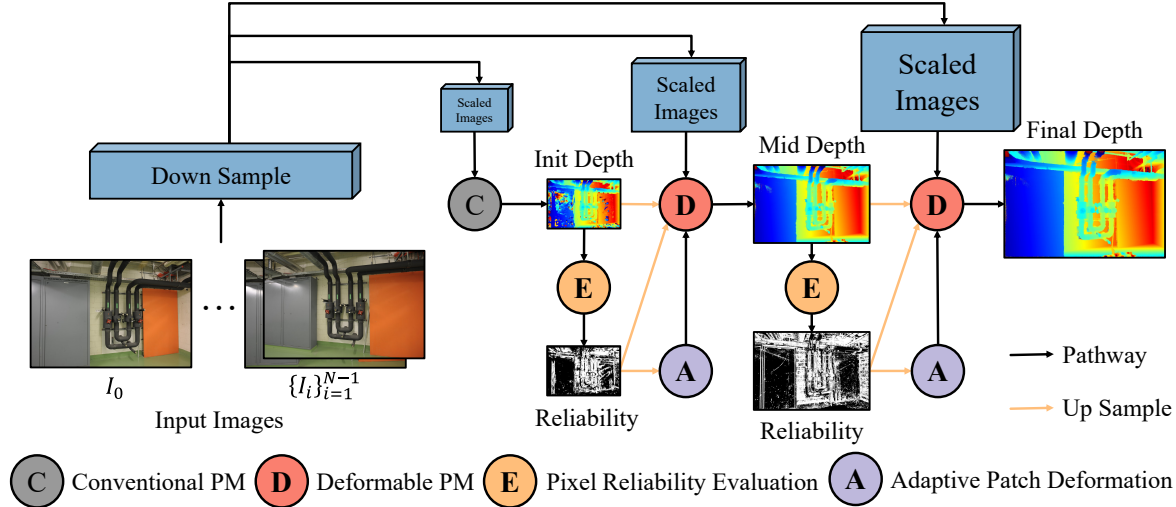 Scaled
Images
Scaled
Images
Scaled
Images
Down Sample
Init Depth
Mid Depth
Final Depth
C
D
D
E
E
A
A
I₀
. . .
{Iᵢ}ᵢ₌₁ᴺ⁻¹
Input Images
Reliability
Reliability
Pathway
Up Sample
C Conventional PM
D Deformable PM
E Pixel Reliability Evaluation
A Adaptive Patch Deformation